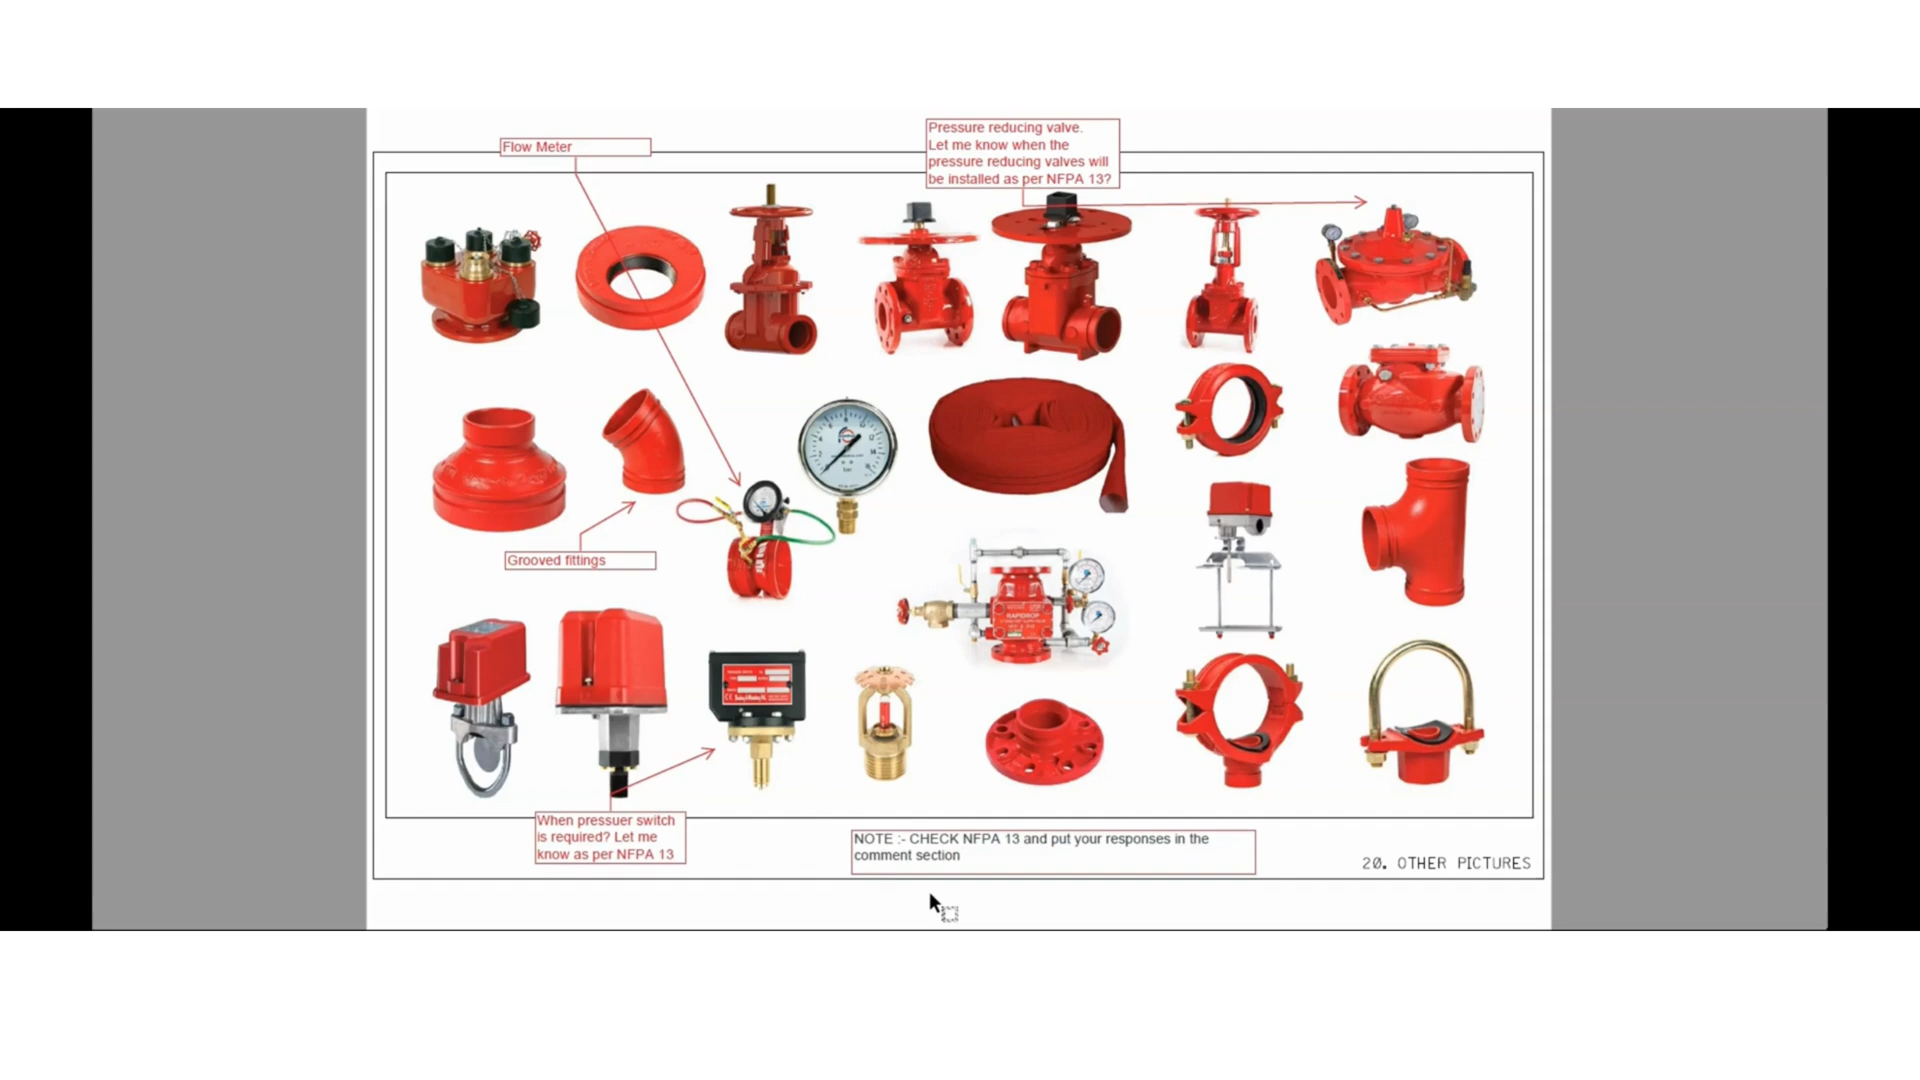 Flow Meter
Pressure reducing valve.
Let me know when the
pressure reducing valves will
be installed as per NFPA 13?
Grooved fittings
bar
RAPIDROP
When pressuer switch
is required? Let me
know as per NFPA 13
NOTE :- CHECK NFPA 13 and put your responses in the
comment section
20. OTHER PICTURES